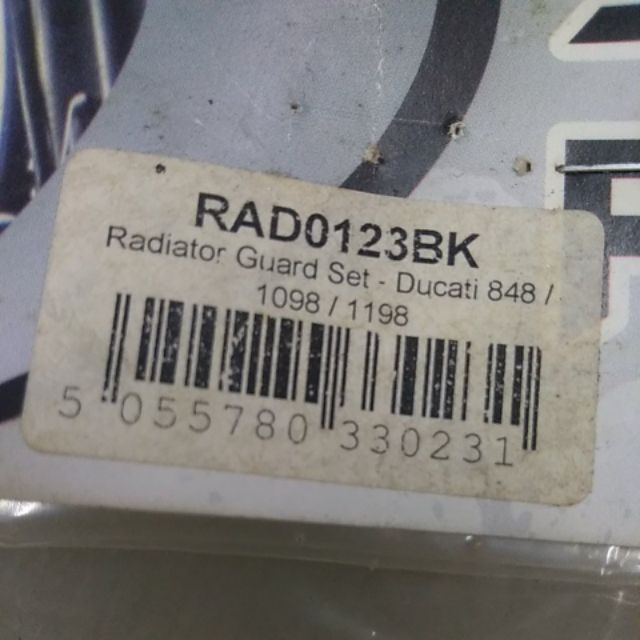 RAD0123BK
Radiator Guard Set - Ducati 848 /
1098 / 1198
5 055780 330231